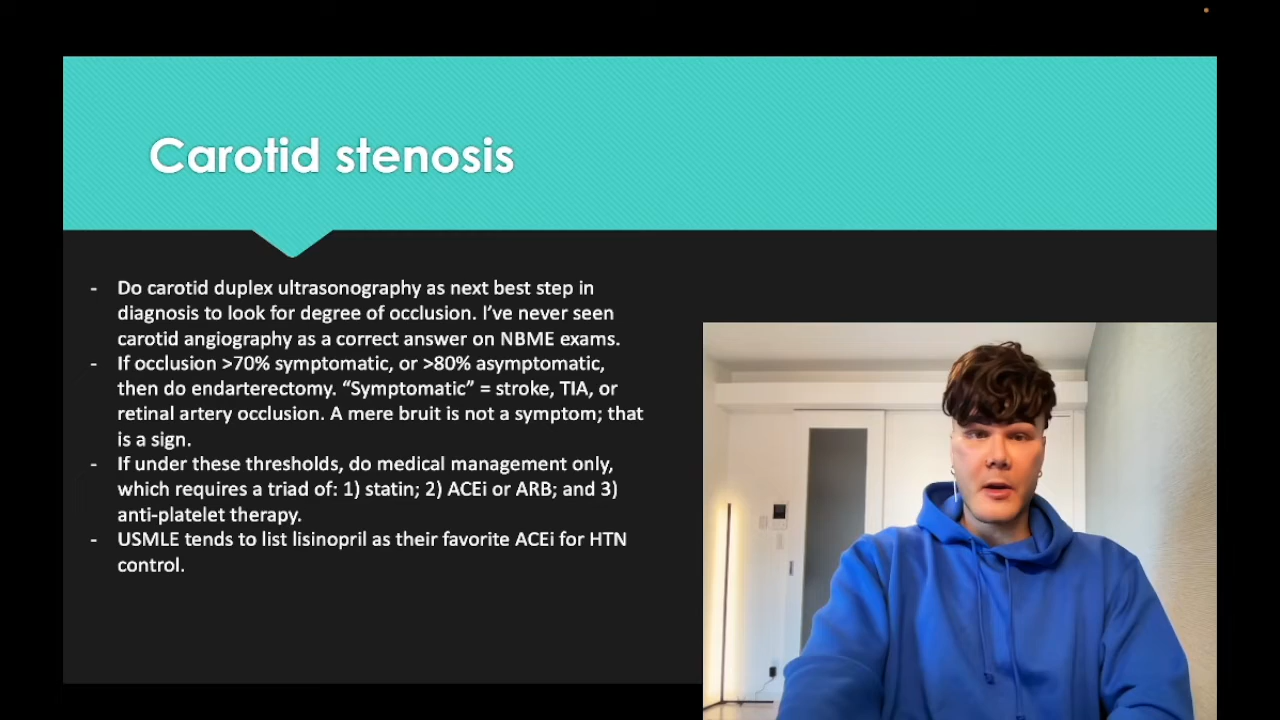 Carotid stenosis
- Do carotid duplex ultrasonography as next best step in
diagnosis to look for degree of occlusion. I’ve never seen
carotid angiography as a correct answer on NBME exams.
- If occlusion >70% symptomatic, or >80% asymptomatic,
then do endarterectomy. “Symptomatic” = stroke, TIA, or
retinal artery occlusion. A mere bruit is not a symptom; that
is a sign.
- If under these thresholds, do medical management only,
which requires a triad of: 1) statin; 2) ACEi or ARB; and 3)
anti-platelet therapy.
- USMLE tends to list lisinopril as their favorite ACEi for HTN
control.